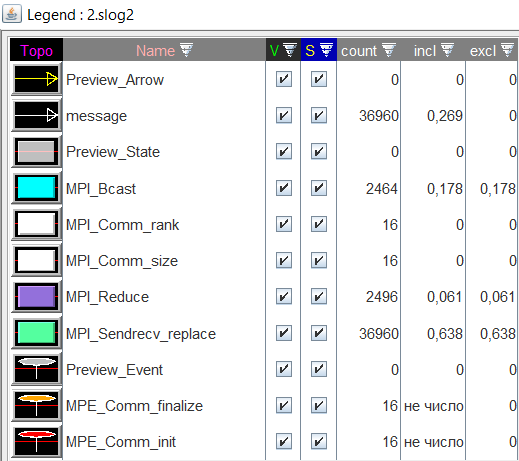 Legend : 2.slog2
Topo Name V S count incl excl
Preview_Arrow 0 0 0
message 36960 0,269 0
Preview_State 0 0 0
MPI_Bcast 2464 0,178 0,178
MPI_Comm_rank 16 0 0
MPI_Comm_size 16 0 0
MPI_Reduce 2496 0,061 0,061
MPI_Sendrecv_replace 36960 0,638 0,638
Preview_Event 0 0 0
MPE_Comm_finalize 16 не число 0
MPE_Comm_init 16 не число 0